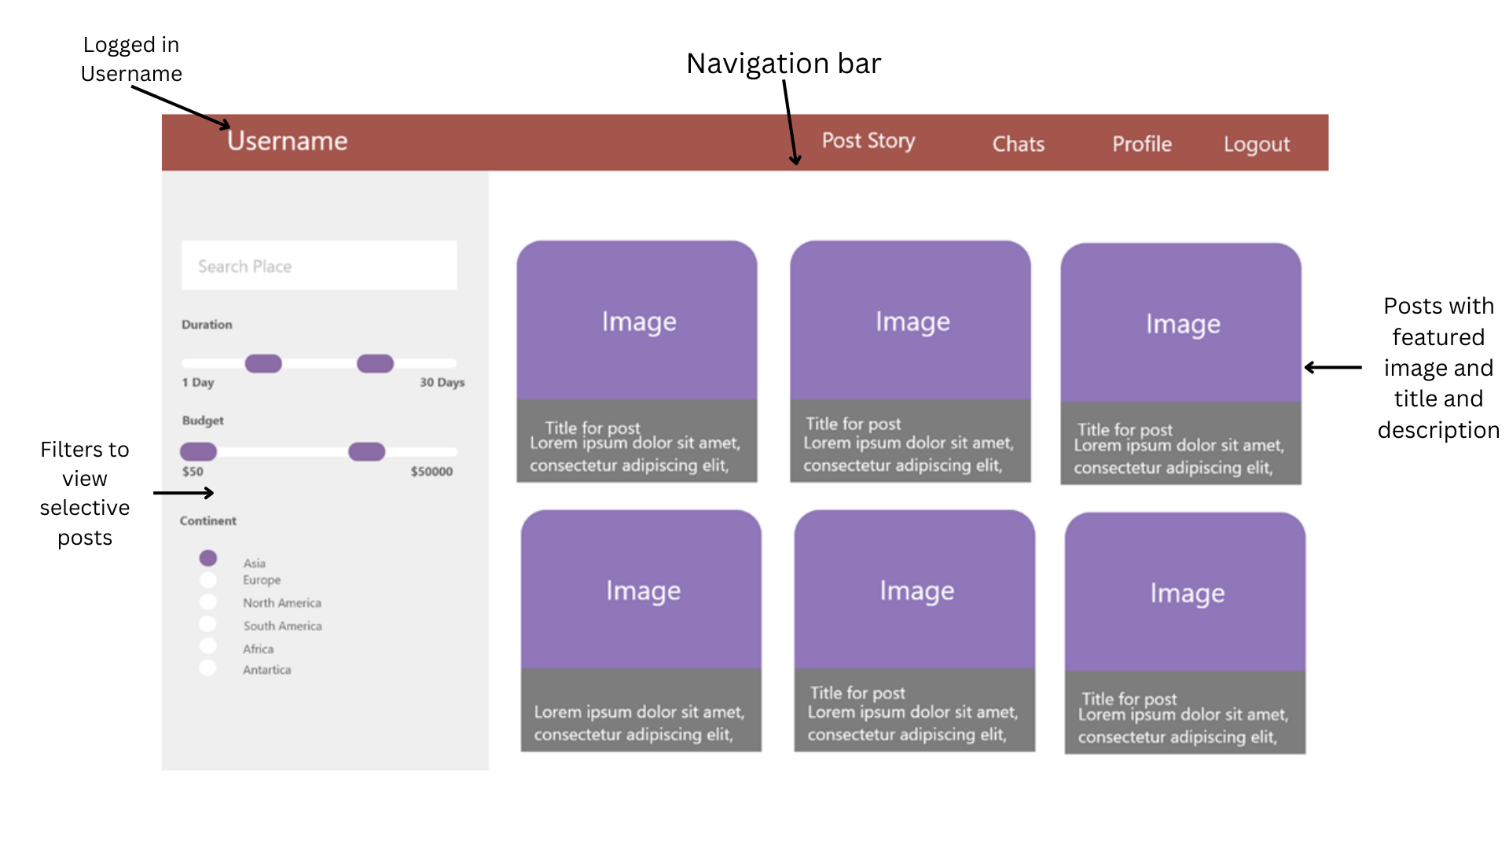 Logged in
Username
Navigation bar
Username
Post Story
Chats
Profile
Logout
Search Place
Duration
1 Day
30 Days
Budget
$50
$50000
Continent
Asia
Europe
North America
South America
Africa
Antartica
Filters to
view
selective
posts
Image
Title for post
Lorem ipsum dolor sit amet,
consectetur adipiscing elit,
Image
Title for post
Lorem ipsum dolor sit amet,
consectetur adipiscing elit,
Image
Title for post
Lorem ipsum dolor sit amet,
consectetur adipiscing elit,
Image
Lorem ipsum dolor sit amet,
consectetur adipiscing elit,
Image
Title for post
Lorem ipsum dolor sit amet,
consectetur adipiscing elit,
Image
Title for post
Lorem ipsum dolor sit amet,
consectetur adipiscing elit,
Posts with
featured
image and
title and
description